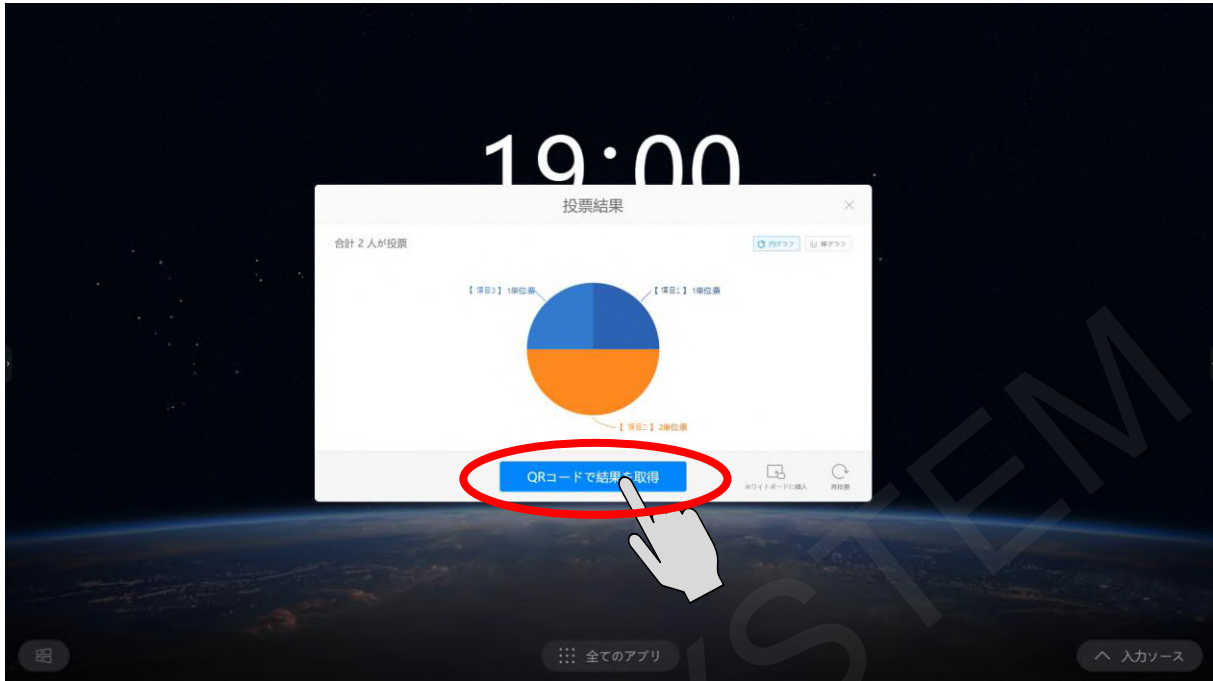 19:00
投票結果
合計 2 人が投票
円グラフ
棒グラフ
【 項目3 】 1単位票
【 項目1 】 1単位票
【 項目2 】 2単位票
QRコードで結果を取得
ホワイトボードに挿入
再投票
全てのアプリ
入力ソース
STEM